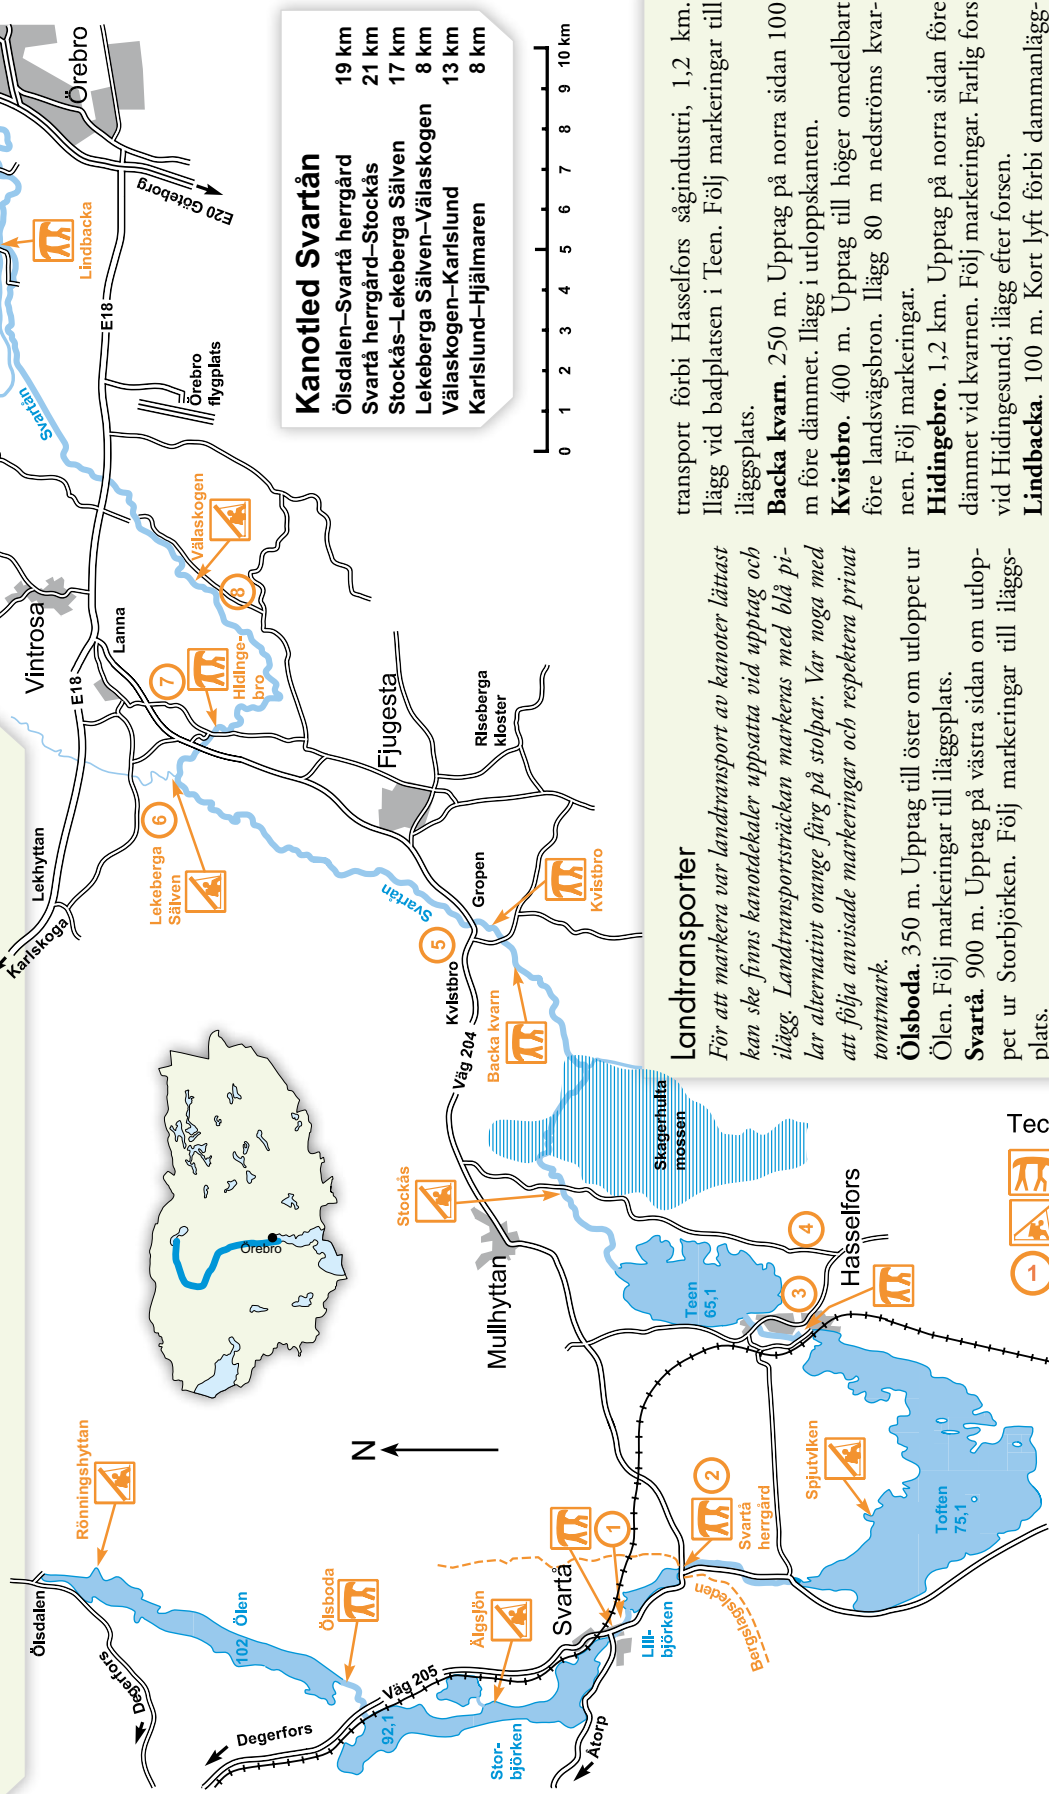 Örebro
E20 Göteborg
Lindbacka
E18
Svartån
Örebro
flygplats
Kanotled Svartån
Ölsdalen–Svartå herrgård 19 km
Svartå herrgård–Stockås 21 km
Stockås–Lekeberga Sälven 17 km
Lekeberga Sälven–Välaskogen 8 km
Välaskogen–Karlslund 13 km
Karlslund–Hjälmaren 8 km
0 1 2 3 4 5 6 7 8 9 10 km
Vintrosa
Lanna
E18
Välaskogen
8
7
Hidinge-
bro
Lekhyttan
Karlskoga
6
Lekeberga
Sälven
Fjugesta
Riseberga
kloster
Svartån
Gropen
5
Kvistbro
Kvistbro
Backa kvarn
Väg 204
Örebro
Skagerhulta
mossen
Stockås
Mullhyttan
4
Hasselfors
3
Teen
65,1
N
Rönningshyttan
Ölsdalen
Degerfors
102 Ölen
Ölsboda
Älgsjön
Svartå
1
2
Svartå
herrgård
Spjutviken
Toften
75,1
Väg 205
Degerfors
92,1
Stor-
björken
Lill-
björken
Bergslagsleden
Åtorp
Landtransporter
För att markera var landtransport av kanoter lättast
kan ske finns kanotdekaler uppsatta vid upptag och
ilägg. Landtransportsträckan markeras med blå pi-
lar alternativt orange färg på stolpar. Var noga med
att följa anvisade markeringar och respektera privat
tomtmark.
Ölsboda. 350 m. Upptag till öster om utloppet ur
Ölen. Följ markeringar till iläggsplats.
Svartå. 900 m. Upptag på västra sidan om utlop-
pet ur Storbjörken. Följ markeringar till iläggs-
plats.
transport förbi Hasselfors sågindustri, 1,2 km.
Ilägg vid badplatsen i Teen. Följ markeringar till
iläggsplats.
Backa kvarn. 250 m. Upptag på norra sidan 100
m före dämmet. Ilägg i utloppskanten.
Kvistbro. 400 m. Upptag till höger omedelbart
före landsvägsbron. Ilägg 80 m nedströms kvar-
nen. Följ markeringar.
Hidingebro. 1,2 km. Upptag på norra sidan före
dämmet vid kvarnen. Följ markeringar. Farlig fors
vid Hidingesund; ilägg efter forsen.
Lindbacka. 100 m. Kort lyft förbi dammanlägg-
Tec
1